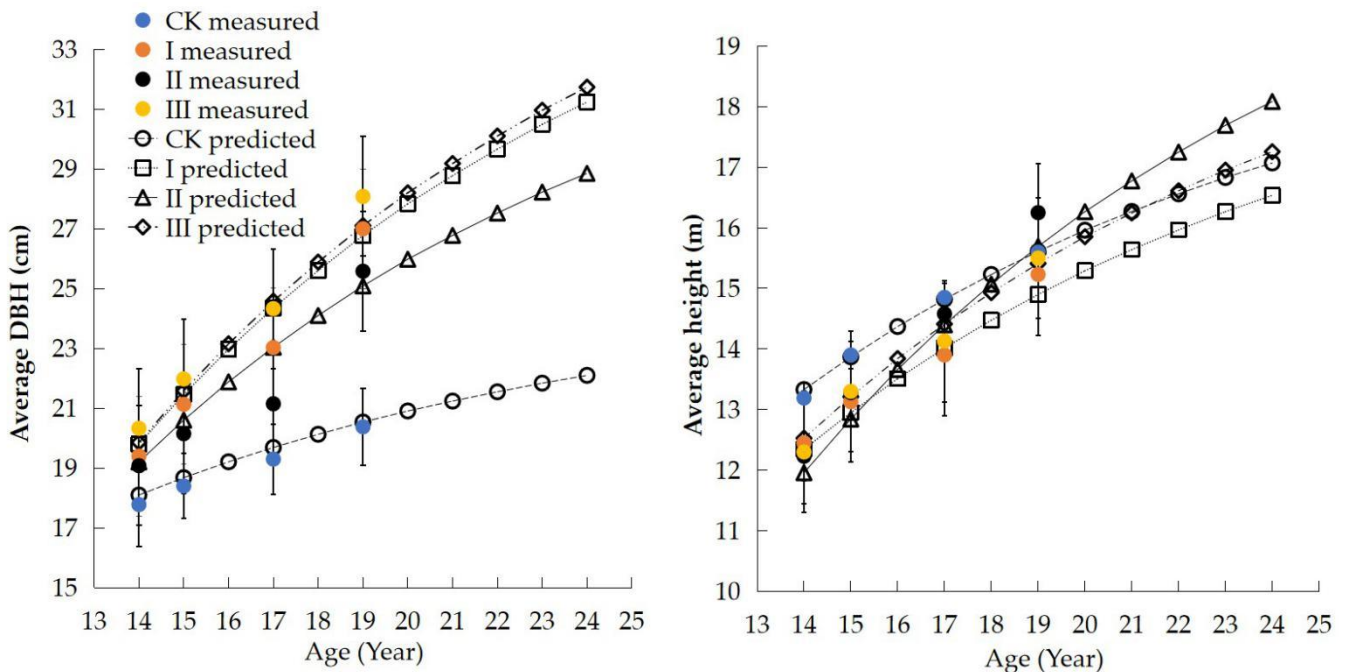 CK measured
I measured
II measured
III measured
CK predicted
I predicted
II predicted
III predicted
Average DBH (cm)
33
31
29
27
25
23
21
19
17
15
13 14 15 16 17 18 19 20 21 22 23 24 25
Age (Year)
Average height (m)
19
18
17
16
15
14
13
12
11
10
13 14 15 16 17 18 19 20 21 22 23 24 25
Age (Year)